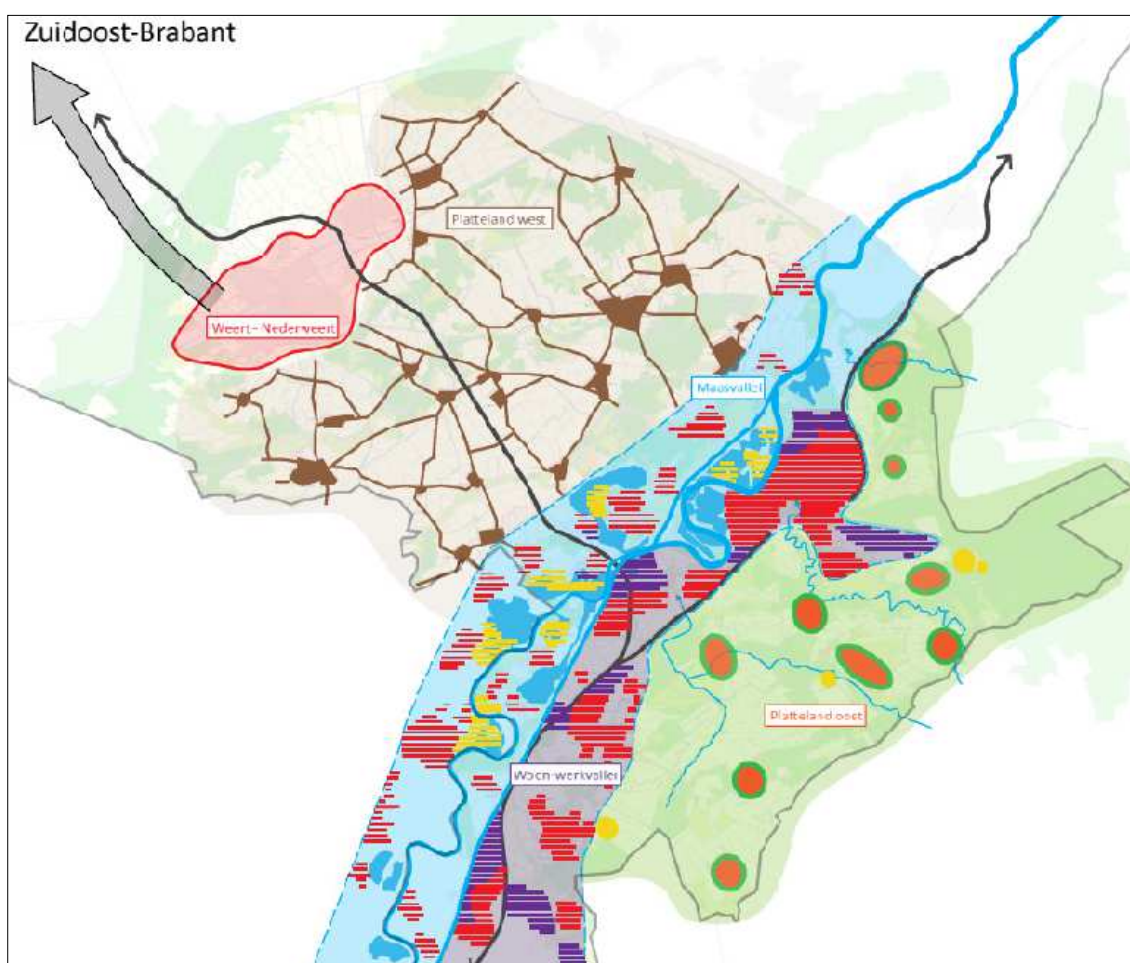 Zuidoost-Brabant
Platteland west
Weert - Nederweert
Maasvallei
Platteland oost
Woon-werkvallei